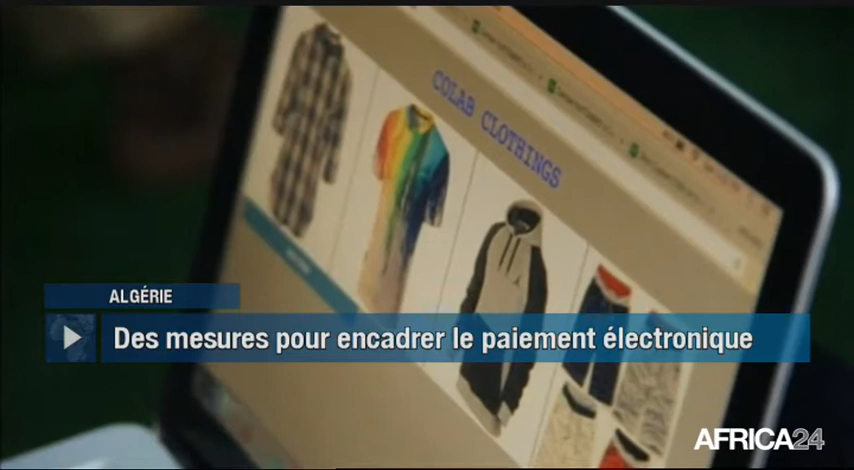 COLAB CLOTHINGS
ALGÉRIE
Des mesures pour encadrer le paiement électronique
AFRICA24